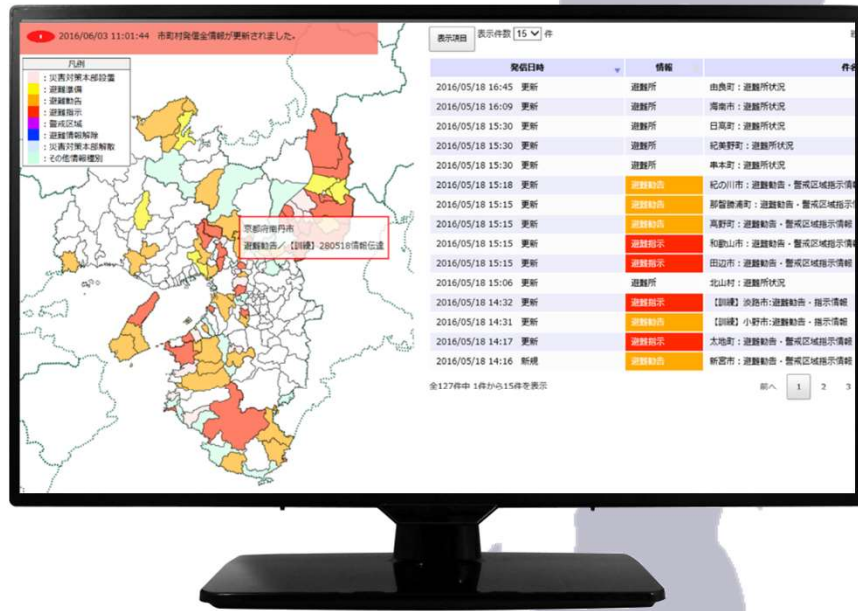 2016/06/03 11:01:44 市町村発信全情報が更新されました。
凡例
：災害対策本部設置
：避難準備
：避難勧告
：避難指示
：警戒区域
：避難情報解除
：災害対策本部解散
：その他情報種別
京都府南丹市
避難勧告／【訓練】280518情報伝達
表示項目 表示件数 15 件
発信日時 情報 件名
2016/05/18 16:45 更新 避難所 由良町：避難所状況
2016/05/18 16:09 更新 避難所 海南市：避難所状況
2016/05/18 15:30 更新 避難所 日高町：避難所状況
2016/05/18 15:30 更新 避難所 紀美野町：避難所状況
2016/05/18 15:30 更新 避難所 串本町：避難所状況
2016/05/18 15:18 更新 避難勧告 紀の川市：避難勧告・警戒区域指示情
2016/05/18 15:15 更新 避難勧告 那智勝浦町：避難勧告・警戒区域指示
2016/05/18 15:15 更新 避難勧告 高野町：避難勧告・警戒区域指示情報
2016/05/18 15:15 更新 避難指示 和歌山市：避難勧告・警戒区域指示情
2016/05/18 15:15 更新 避難指示 田辺市：避難勧告・警戒区域指示情報
2016/05/18 15:06 更新 避難所 北山村：避難所状況
2016/05/18 14:32 更新 避難指示 【訓練】淡路市:避難勧告・指示情報
2016/05/18 14:31 更新 避難勧告 【訓練】小野市:避難勧告・指示情報
2016/05/18 14:17 更新 避難指示 太地町：避難勧告・警戒区域指示情報
2016/05/18 14:16 新規 避難勧告 新宮市：避難勧告・警戒区域指示情報
全127件中 1件から15件を表示
前へ 1 2 3